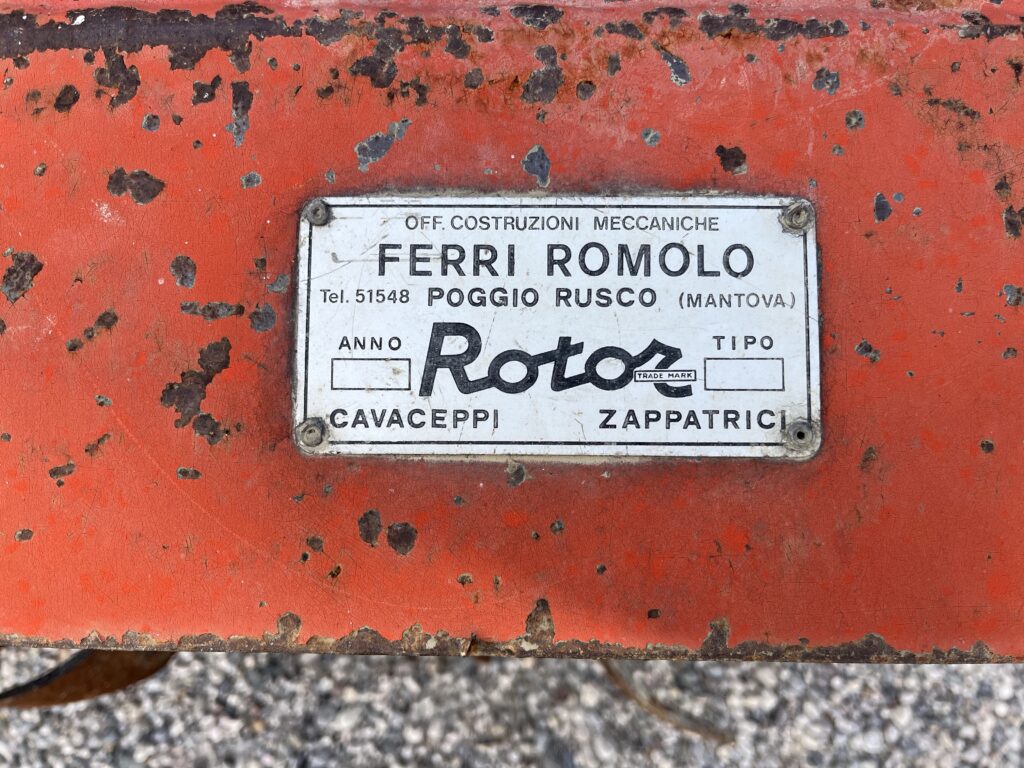 OFF. COSTRUZIONI MECCANICHE
FERRI ROMOLO
Tel. 51548 POGGIO RUSCO (MANTOVA)
ANNO Rotor TIPO
TRADE MARK
CAVACEPPI ZAPPATRICI